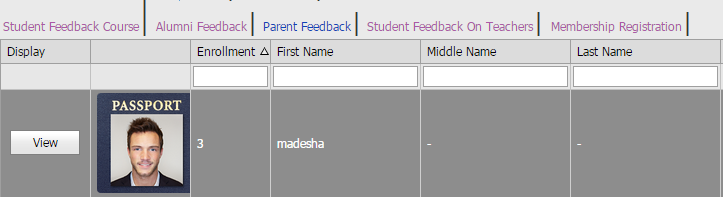 Student Feedback Course Alumni Feedback Parent Feedback Student Feedback On Teachers Membership Registration
Display Enrollment △ First Name Middle Name Last Name
View PASSPORT 3 madesha - -